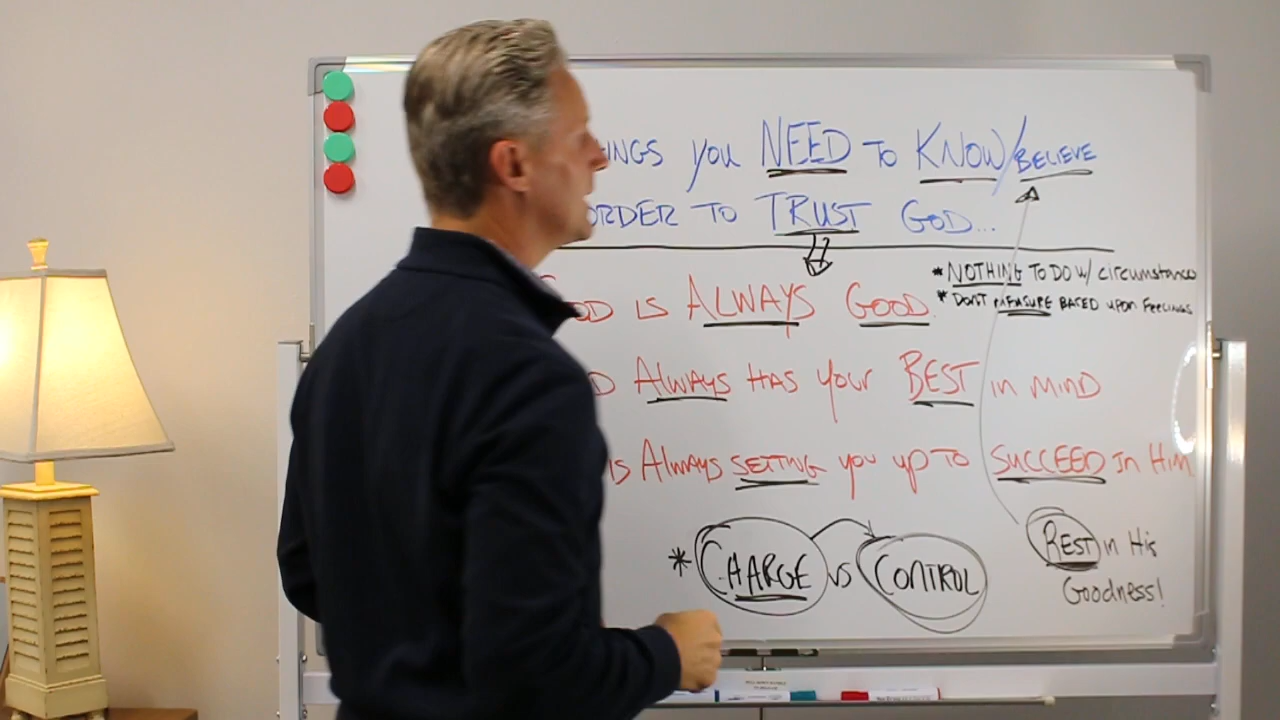 INGS YOU NEED TO KNOW/BELIEVE
ORDER TO TRUST GOD...
* NOTHING TO DO W/ circumstances
* DON'T MEASURE BASED UPON FEELINGS
GOD IS ALWAYS GOOD.
D ALWAYS HAS YOUR BEST IN MIND
IS ALWAYS SETTING YOU UP TO SUCCEED IN HIM
* CHARGE VS CONTROL
REST IN HIS
GOODNESS!